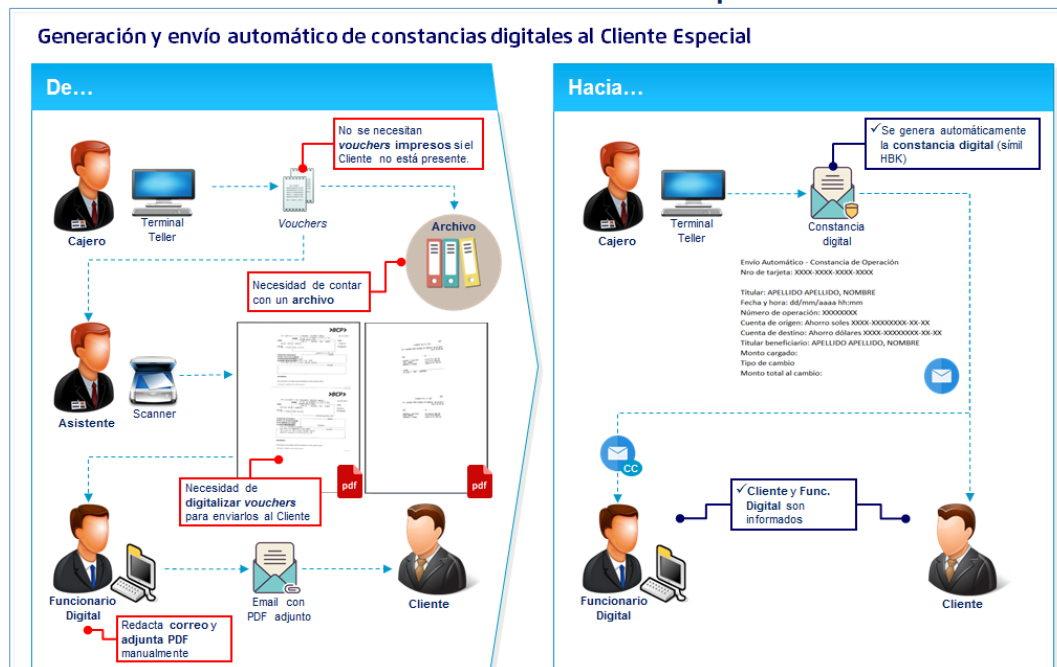 Generación y envío automático de constancias digitales al Cliente Especial
De…
No se necesitan
vouchers impresos si el
Cliente no está presente.
Cajero
Terminal
Teller
Vouchers
Archivo
Necesidad de contar
con un archivo
Asistente
Scanner
>BCP>
>BCP>
pdf
pdf
Necesidad de
digitalizar vouchers
para enviarlos al Cliente
Funcionario
Digital
Email con
PDF adjunto
Cliente
Redacta correo y
adjunta PDF
manualmente
Hacia…
✓Se genera automáticamente
la constancia digital (símil
HBK)
Cajero
Terminal
Teller
Constancia
digital
Envío Automático - Constancia de Operación
Nro de tarjeta: XXXX-XXXX-XXXX-XXXX
Titular: APELLIDO APELLIDO, NOMBRE
Fecha y hora: dd/mm/aaaa hh:mm
Número de operación: XXXXXXXX
Cuenta de origen: Ahorro soles XXXX-XXXXXXXX-XX-XX
Cuenta de destino: Ahorro dólares XXXX-XXXXXXXX-XX-XX
Titular beneficiario: APELLIDO APELLIDO, NOMBRE
Monto cargado:
Tipo de cambio
Monto total al cambio:
CC
✓Cliente y Func.
Digital son
informados
Funcionario
Digital
Cliente